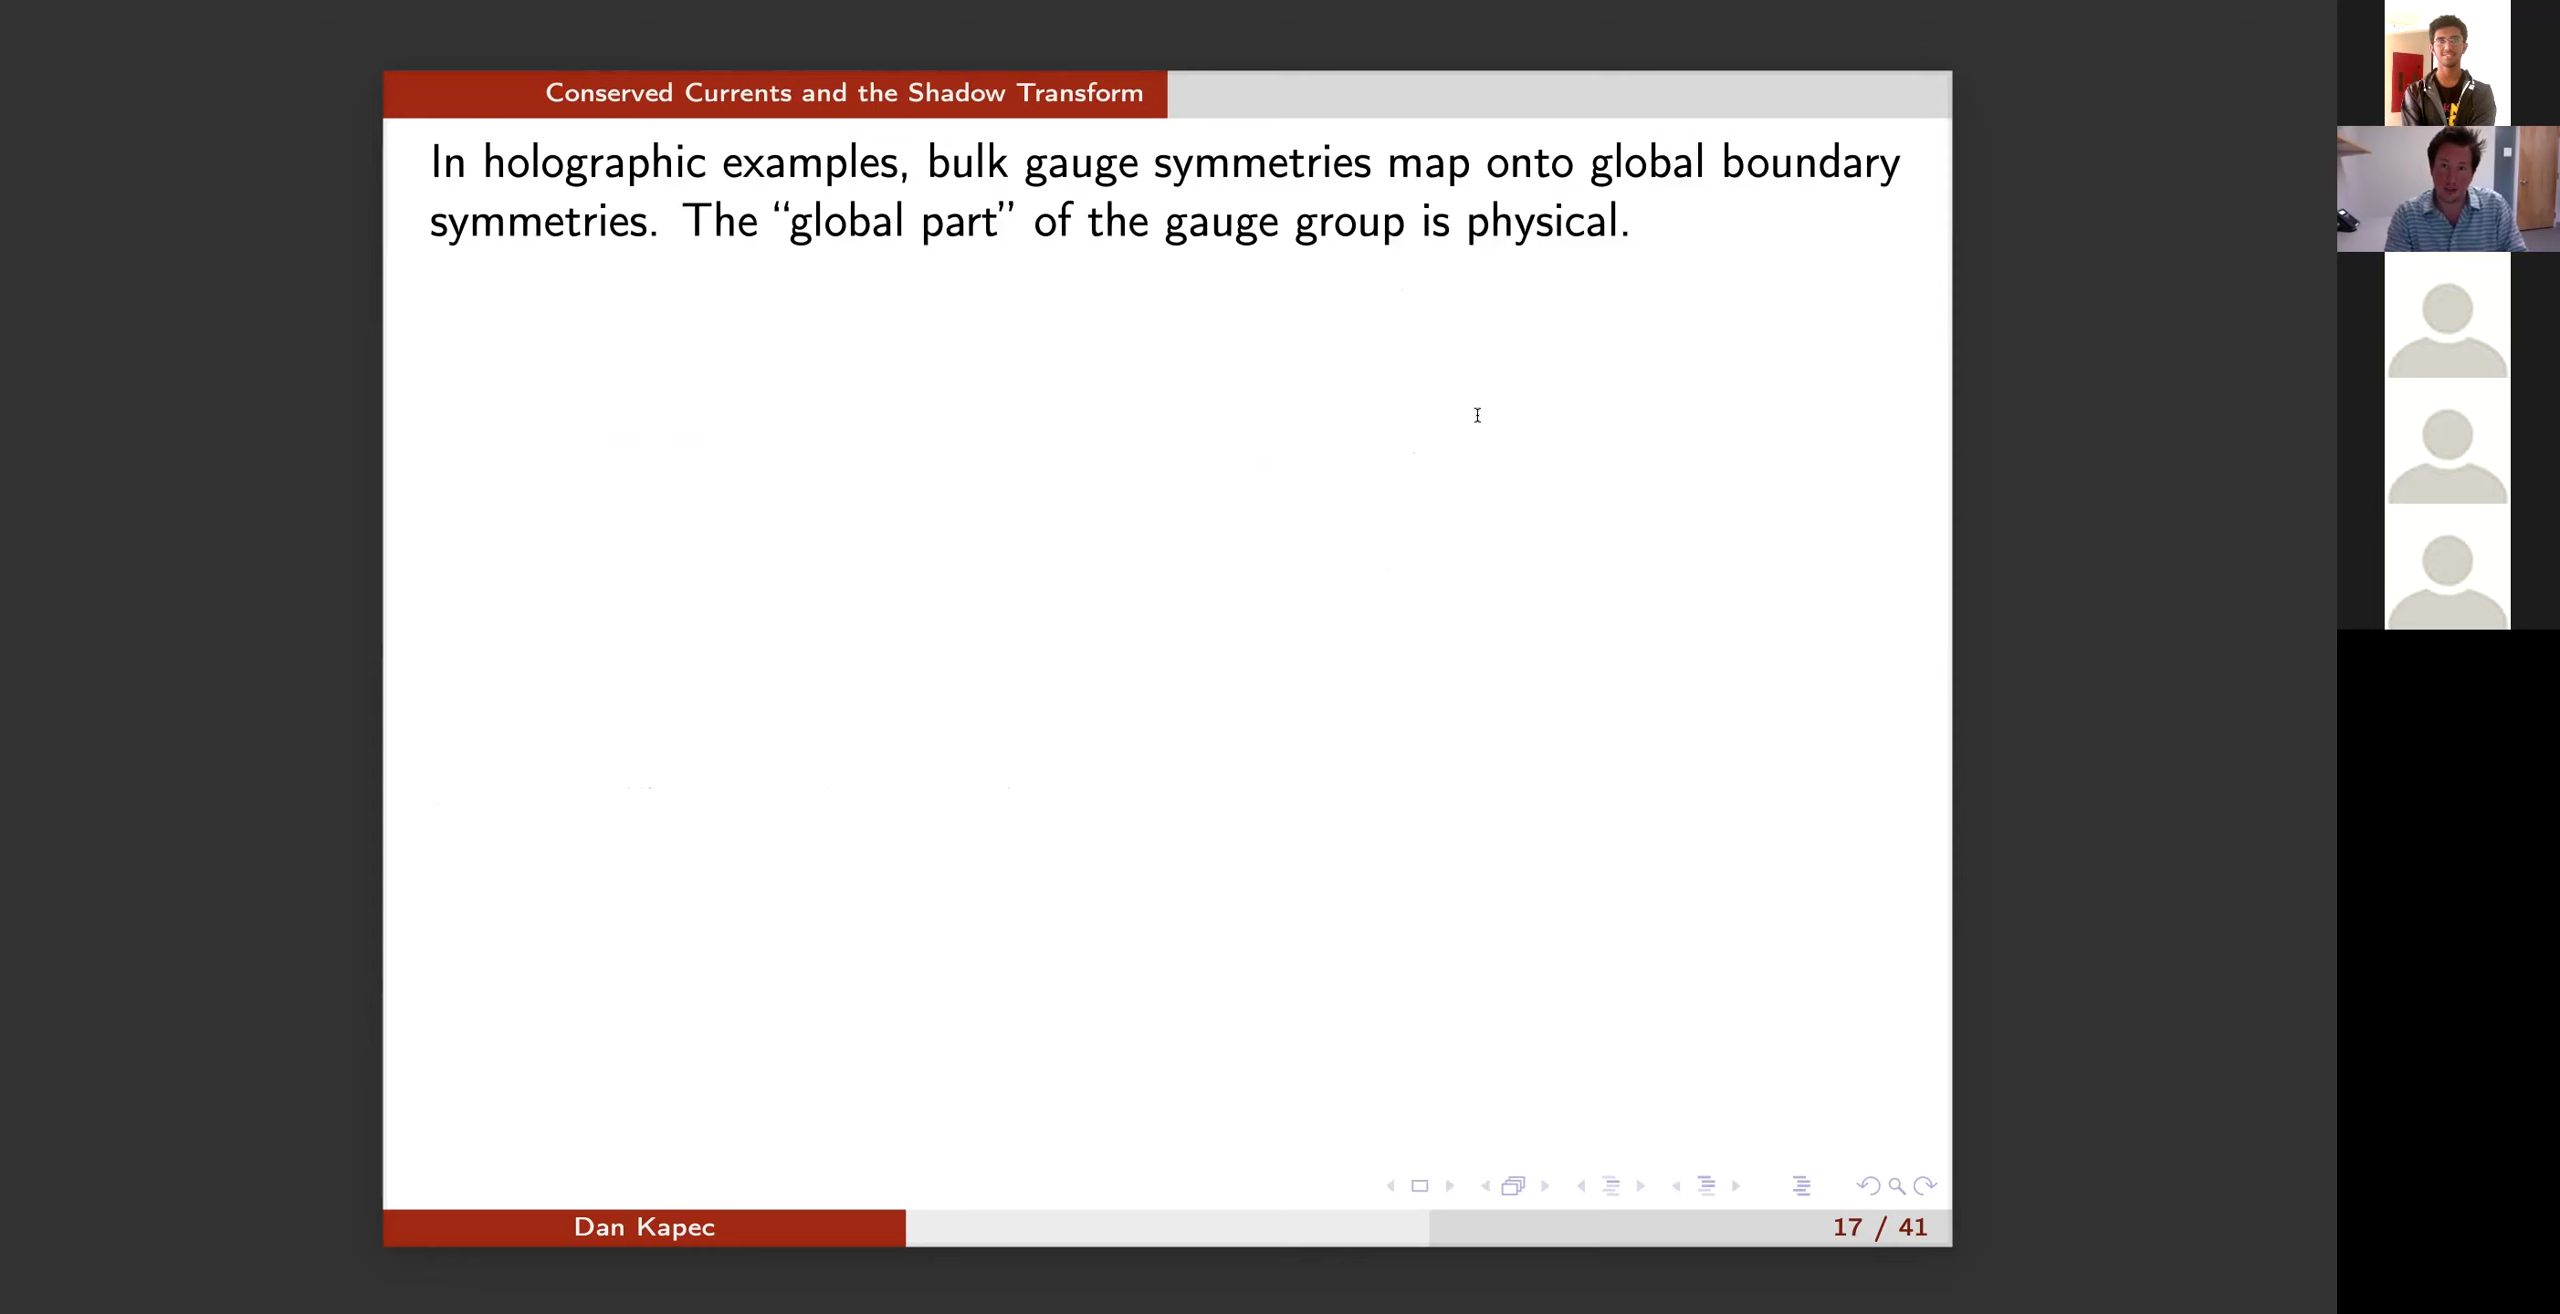 Conserved Currents and the Shadow Transform
In holographic examples, bulk gauge symmetries map onto global boundary
symmetries. The “global part” of the gauge group is physical.
Dan Kapec
17 / 41